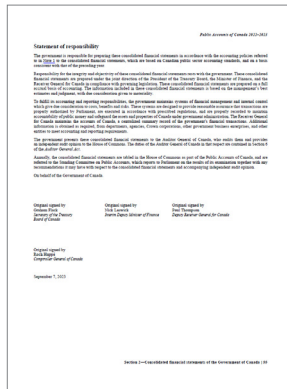 Public Accounts of Canada 2022–2023
Statement of responsibility
The government is responsible for preparing these consolidated financial statements in accordance with the accounting policies referred
to in Note 1 to the consolidated financial statements, which are based on Canadian public sector accounting standards, and on a basis
consistent with that of the preceding year.
Responsibility for the integrity and objectivity of these consolidated financial statements rests with the government. These consolidated
financial statements are prepared under the joint direction of the President of the Treasury Board, the Minister of Finance, and the
Receiver General for Canada in compliance with governing legislation. These consolidated financial statements are prepared on a full
accrual basis of accounting. The information included in these consolidated financial statements is based on the management's best
estimates and judgment, with due consideration given to materiality.
To fulfill its accounting and reporting responsibilities, the government maintains systems of financial management and internal control
which give due consideration to costs, benefits and risks. These systems are designed to provide reasonable assurance that transactions are
properly authorized by Parliament, are executed in accordance with prescribed regulations, and are properly recorded to maintain
accountability of public money and safeguard the assets and properties of Canada under government administration. The Receiver General
for Canada maintains the accounts of Canada, a centralized summary record of the government's financial transactions. Additional
information is obtained as required, from departments, agencies, Crown corporations, other government business enterprises, and other
entities to meet accounting and reporting requirements.
The government presents these consolidated financial statements to the Auditor General of Canada, who audits them and provides
an independent audit opinion to the House of Commons. The duties of the Auditor General of Canada in that respect are contained in Section 6
of the Auditor General Act.
Annually, the consolidated financial statements are tabled in the House of Commons as part of the Public Accounts of Canada, and are
referred to the Standing Committee on Public Accounts, which reports to Parliament on the results of its examination together with any
recommendations it may have with respect to the consolidated financial statements and accompanying independent audit opinion.
On behalf of the Government of Canada.
Original signed by
Graham Flack
Secretary of the Treasury
Board of Canada
Original signed by
Nick Leswick
Interim Deputy Minister of Finance
Original signed by
Paul Thompson
Deputy Receiver General for Canada
Original signed by
Roch Huppé
Comptroller General of Canada
September 7, 2023